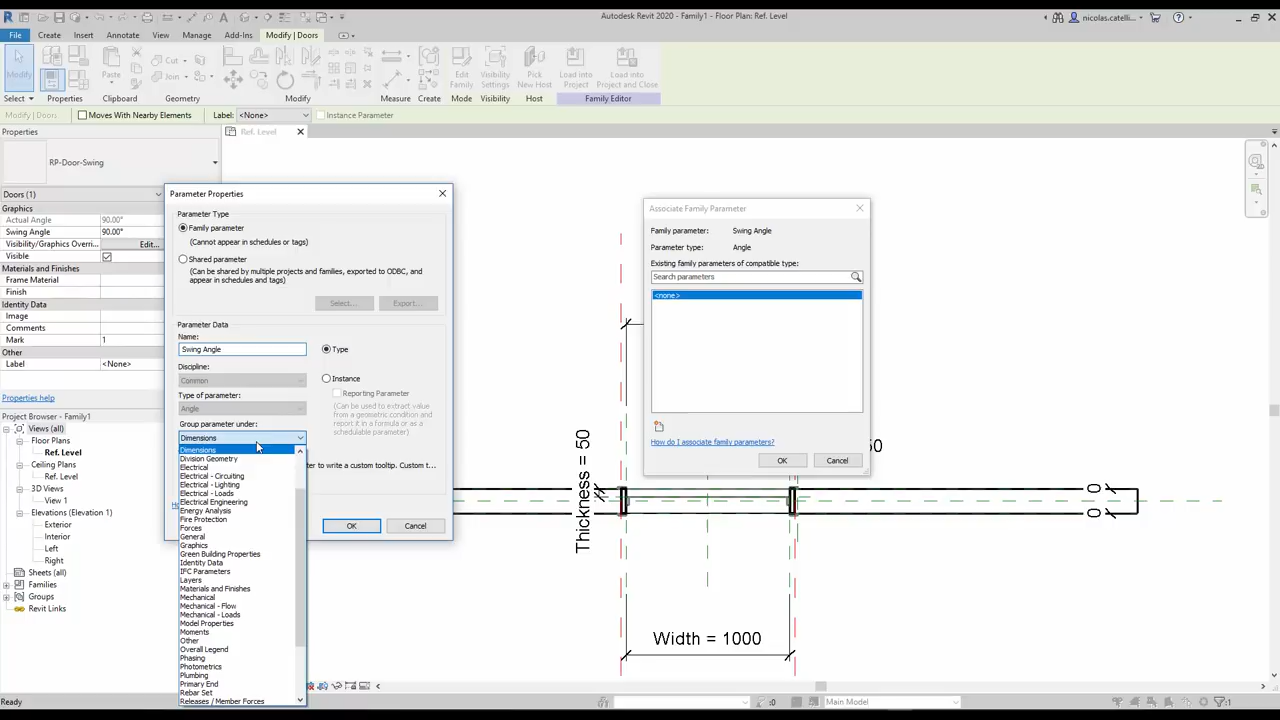 Autodesk Revit 2020 - Family1 - Floor Plan: Ref. Level
nicolas.catelli...
File Create Insert Annotate View Manage Add-Ins Modify | Doors
Modify
Cut
Join
Paste
Edit Family
Visibility Settings
Pick New Host
Load into Project
Load into Project and Close
Select Properties Clipboard Geometry Modify Measure Create Mode Visibility Host Family Editor
Modify | Doors
Moves With Nearby Elements
Label: <None>
Instance Parameter
Properties
Ref. Level
RP-Door-Swing
Doors (1)
Graphics
Actual Angle 90.00°
Swing Angle 90.00°
Visibility/Graphics Overri... Edit...
Visible
Materials and Finishes
Frame Material
Finish
Identity Data
Image
Comments
Mark 1
Other
Label <None>
Properties help
Project Browser - Family1
Views (all)
Floor Plans
Ref. Level
Ceiling Plans
Ref. Level
3D Views
View 1
Elevations (Elevation 1)
Exterior
Interior
Left
Right
Sheets (all)
Families
Groups
Revit Links
Parameter Properties
Parameter Type
Family parameter
(Cannot appear in schedules or tags)
Shared parameter
(Can be shared by multiple projects and families, exported to ODBC, and
appear in schedules and tags)
Select... Export...
Parameter Data
Name:
Swing Angle
Type
Discipline:
Common
Instance
Reporting Parameter
Type of parameter:
Angle
(Can be used to extract value
from a geometric condition and
report it in a formula or as a
schedulable parameter)
Group parameter under:
Dimensions
ter to write a custom tooltip. Custom t...
OK Cancel
Dimensions
Division Geometry
Electrical
Electrical - Circuiting
Electrical - Lighting
Electrical - Loads
Electrical Engineering
Energy Analysis
Fire Protection
Forces
General
Graphics
Green Building Properties
Identity Data
IFC Parameters
Layers
Materials and Finishes
Mechanical
Mechanical - Flow
Mechanical - Loads
Model Properties
Moments
Other
Overall Legend
Phasing
Photometrics
Plumbing
Primary End
Rebar Set
Releases / Member Forces
Associate Family Parameter
Family parameter: Swing Angle
Parameter type: Angle
Existing family parameters of compatible type:
Search parameters
<none>
How do I associate family parameters?
OK Cancel
Thickness = 50
50
0
0
Width = 1000
Ready
:0
Main Model
:1